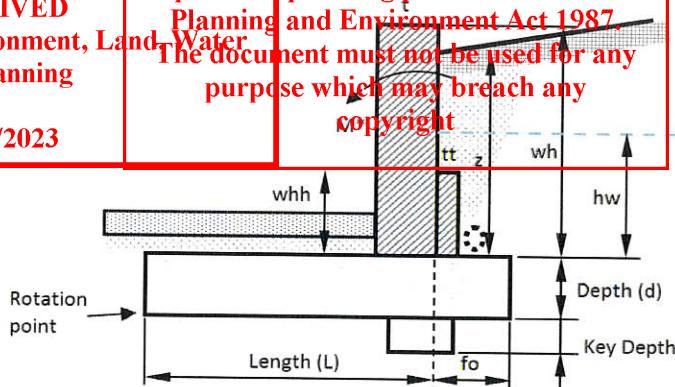 IVED
onment, Land, Water
anning
/2023
Planning and Environment Act 1987.
The document must not be used for any
purpose which may breach any
copyright
t
M
tt
z
wh
whh
hw
Rotation
point
Depth (d)
Key Depth
Length (L)
fo